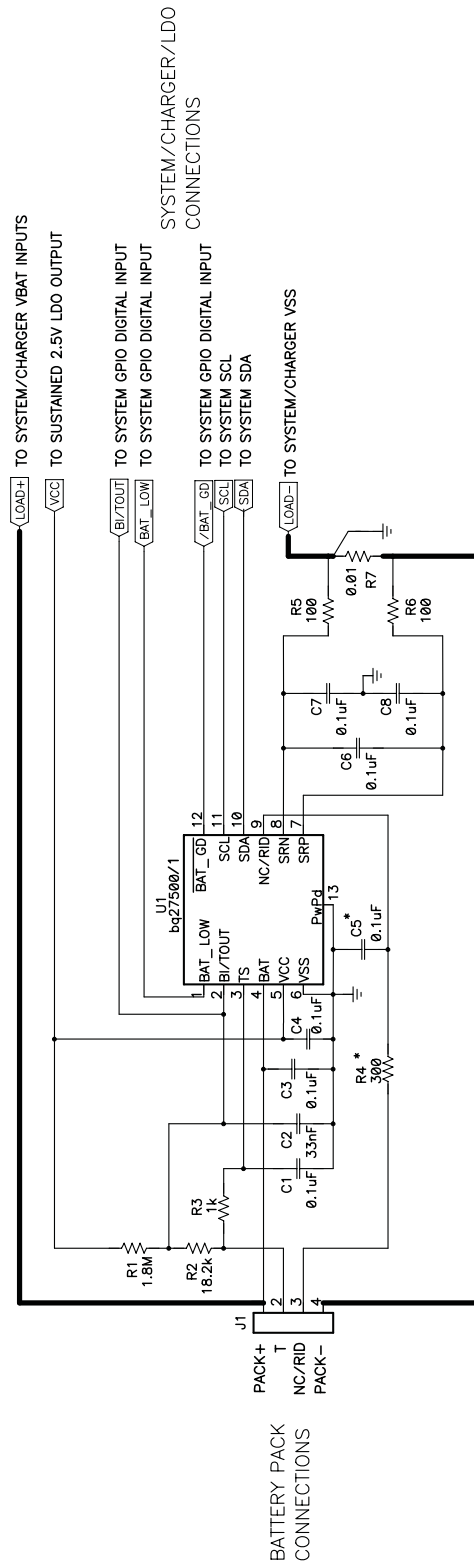 BATTERY PACK
CONNECTIONS
PACK+
T
NC/RID
PACK-
J1
2
3
4
R1
1.8M
R2
18.2k
R3
1k
C1
0.1uF
C2
33nF
C3
0.1uF
C4
0.1uF
R4 *
300
C5 *
0.1uF
U1
bq27500/1
1 BAT_LOW
2 BI/TOUT
3 TS
4 BAT
5 VCC
6 VSS
BAT_GD 12
SCL 11
SDA 10
NC/RID 9
SRN 8
SRP 7
PwPd 13
C6
0.1uF
C7
0.1uF
C8
0.1uF
R5
100
R6
100
0.01
R7
LOAD+ TO SYSTEM/CHARGER VBAT INPUTS
VCC TO SUSTAINED 2.5V LDO OUTPUT
BI/TOUT TO SYSTEM GPIO DIGITAL INPUT
BAT_LOW TO SYSTEM GPIO DIGITAL INPUT
/BAT_GD TO SYSTEM GPIO DIGITAL INPUT
SCL TO SYSTEM SCL
SDA TO SYSTEM SDA
LOAD- TO SYSTEM/CHARGER VSS
SYSTEM/CHARGER/LDO
CONNECTIONS